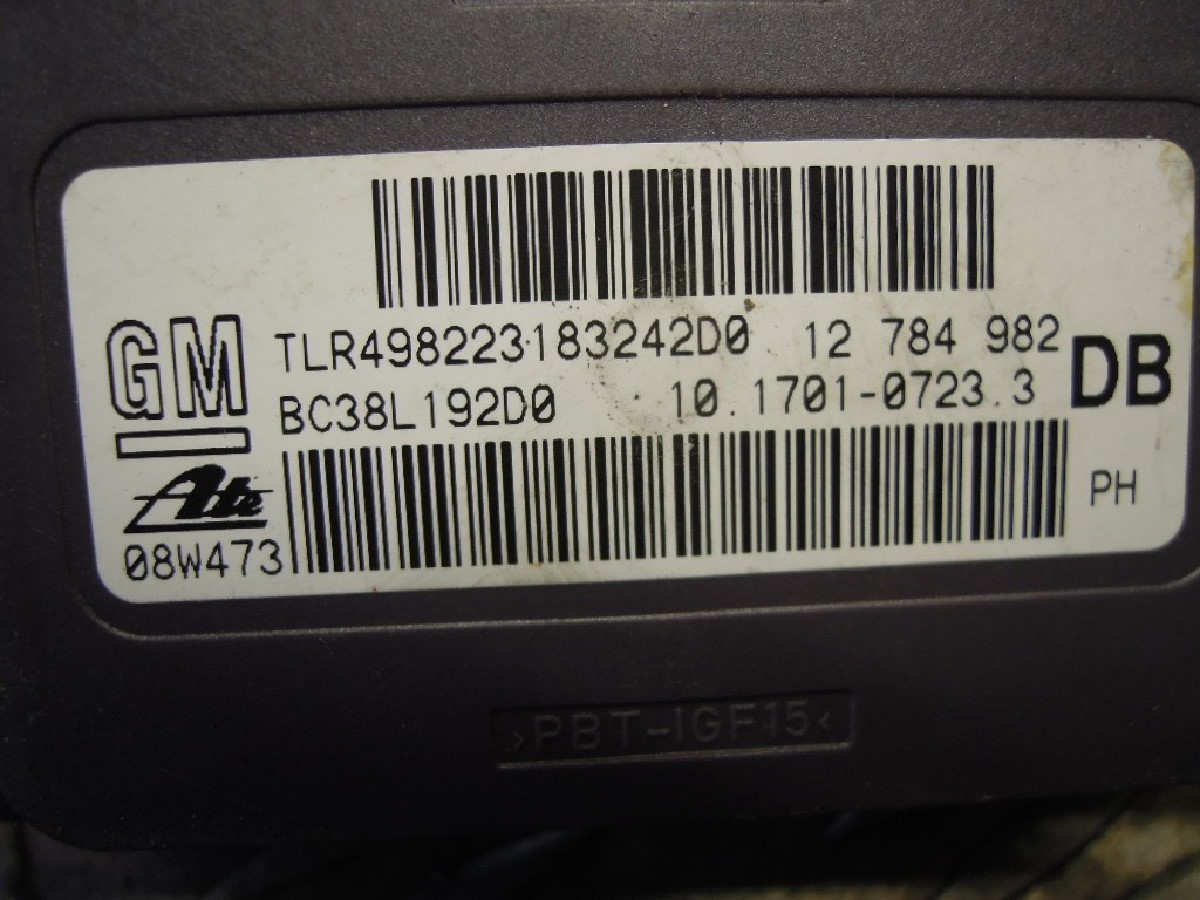 GM TLR498223183242D0 12 784 982 DB
BC38L192D0 10.1701-0723.3
Ate
08W473
PH
>PBT-IGF15<